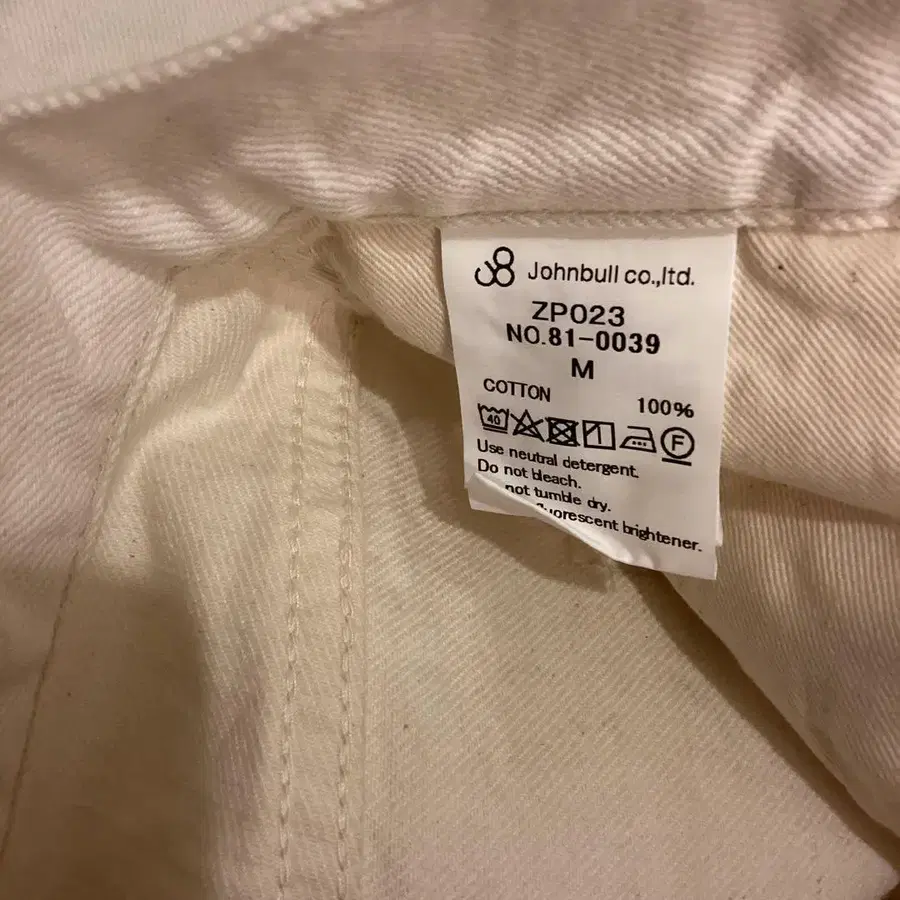 Johnbull co.,ltd.
ZP023
NO.81-0039
M
COTTON 100%
40 F
Use neutral detergent.
Do not bleach.
not tumble dry.
fluorescent brightener.